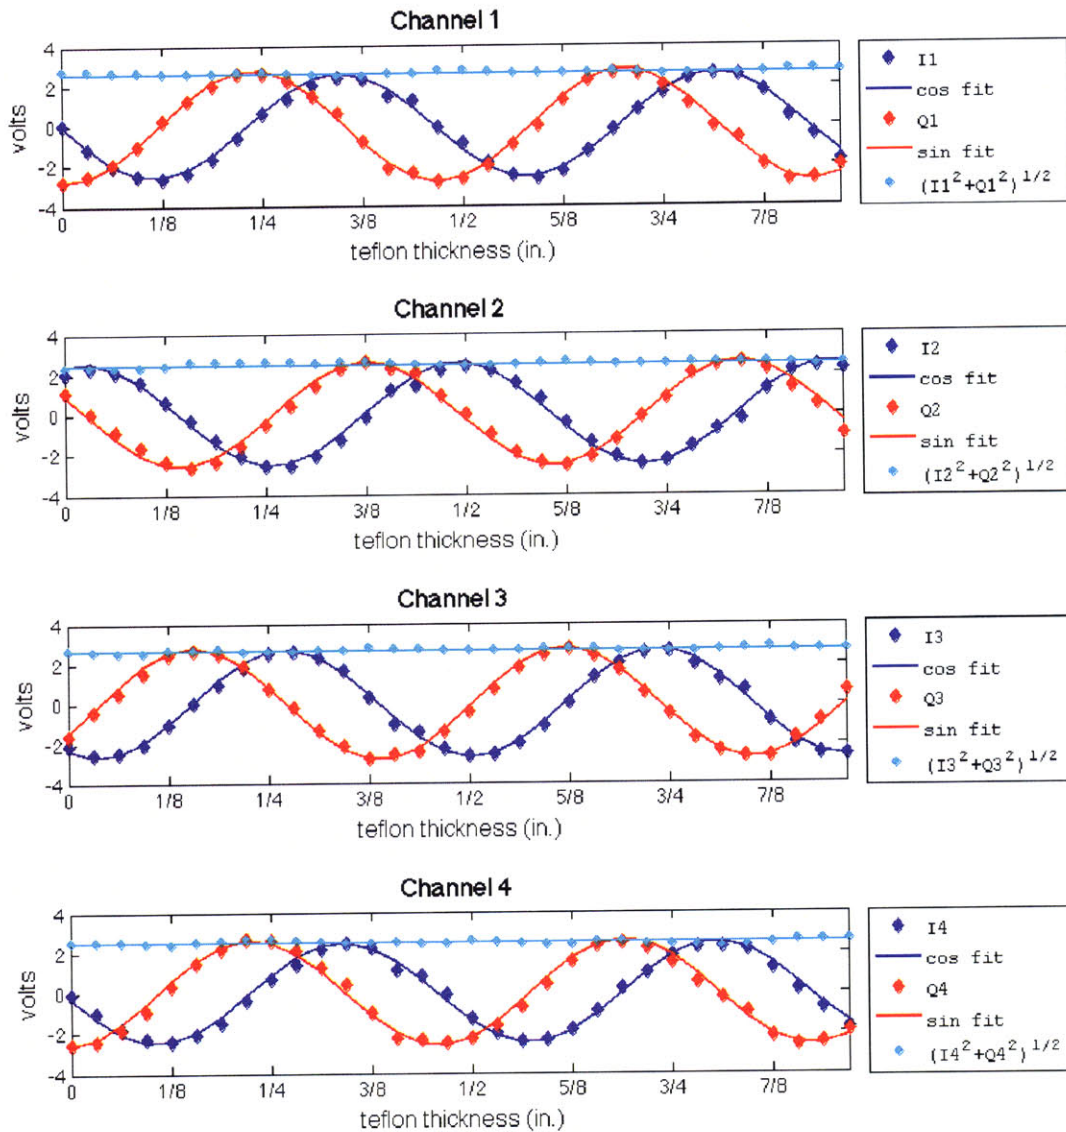 Channel 1
4
2
0
-2
-4
volts
0 1/8 1/4 3/8 1/2 5/8 3/4 7/8
teflon thickness (in.)
I1
cos fit
Q1
sin fit
(I1²+Q1²)^1/2
Channel 2
4
2
0
-2
-4
volts
0 1/8 1/4 3/8 1/2 5/8 3/4 7/8
teflon thickness (in.)
I2
cos fit
Q2
sin fit
(I2²+Q2²)^1/2
Channel 3
4
2
0
-2
-4
volts
0 1/8 1/4 3/8 1/2 5/8 3/4 7/8
teflon thickness (in.)
I3
cos fit
Q3
sin fit
(I3²+Q3²)^1/2
Channel 4
4
2
0
-2
-4
volts
0 1/8 1/4 3/8 1/2 5/8 3/4 7/8
teflon thickness (in.)
I4
cos fit
Q4
sin fit
(I4²+Q4²)^1/2